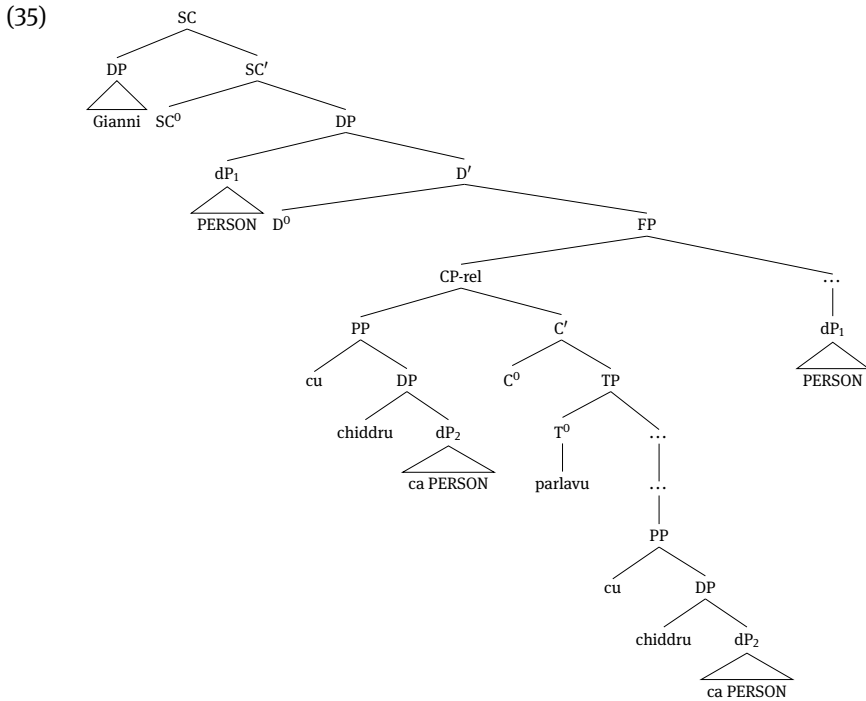 (35)
SC
DP SC′
Gianni SC⁰ DP
dP₁ D′
PERSON D⁰ FP
CP-rel ...
PP C′ dP₁
cu DP C⁰ TP PERSON
chiddru dP₂ T⁰ ...
ca PERSON parlavu ...
PP
cu DP
chiddru dP₂
ca PERSON